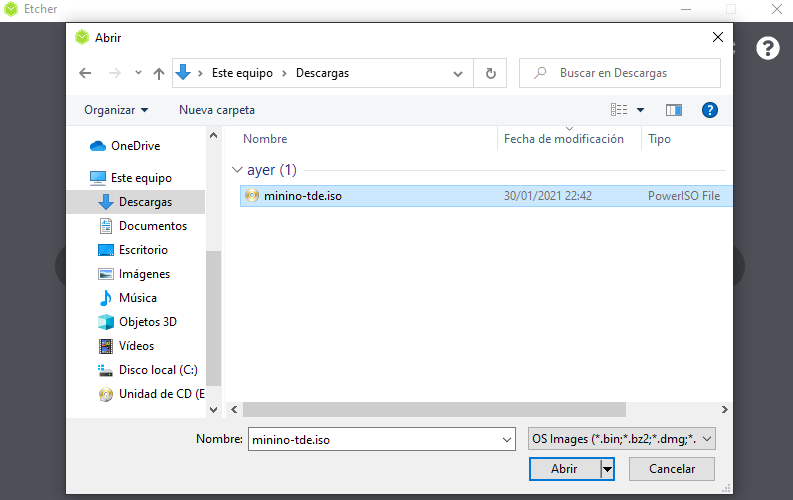 Etcher
Abrir
Este equipo
Descargas
Buscar en Descargas
Organizar
Nueva carpeta
?
?
OneDrive
Este equipo
Descargas
Documentos
Escritorio
Imágenes
Música
Objetos 3D
Vídeos
Disco local (C:)
Unidad de CD (E
Nombre
Fecha de modificación
Tipo
ayer (1)
minino-tde.iso
30/01/2021 22:42
PowerISO File
Nombre:
minino-tde.iso
OS Images (*.bin;*.bz2;*.dmg;*.
Abrir
Cancelar